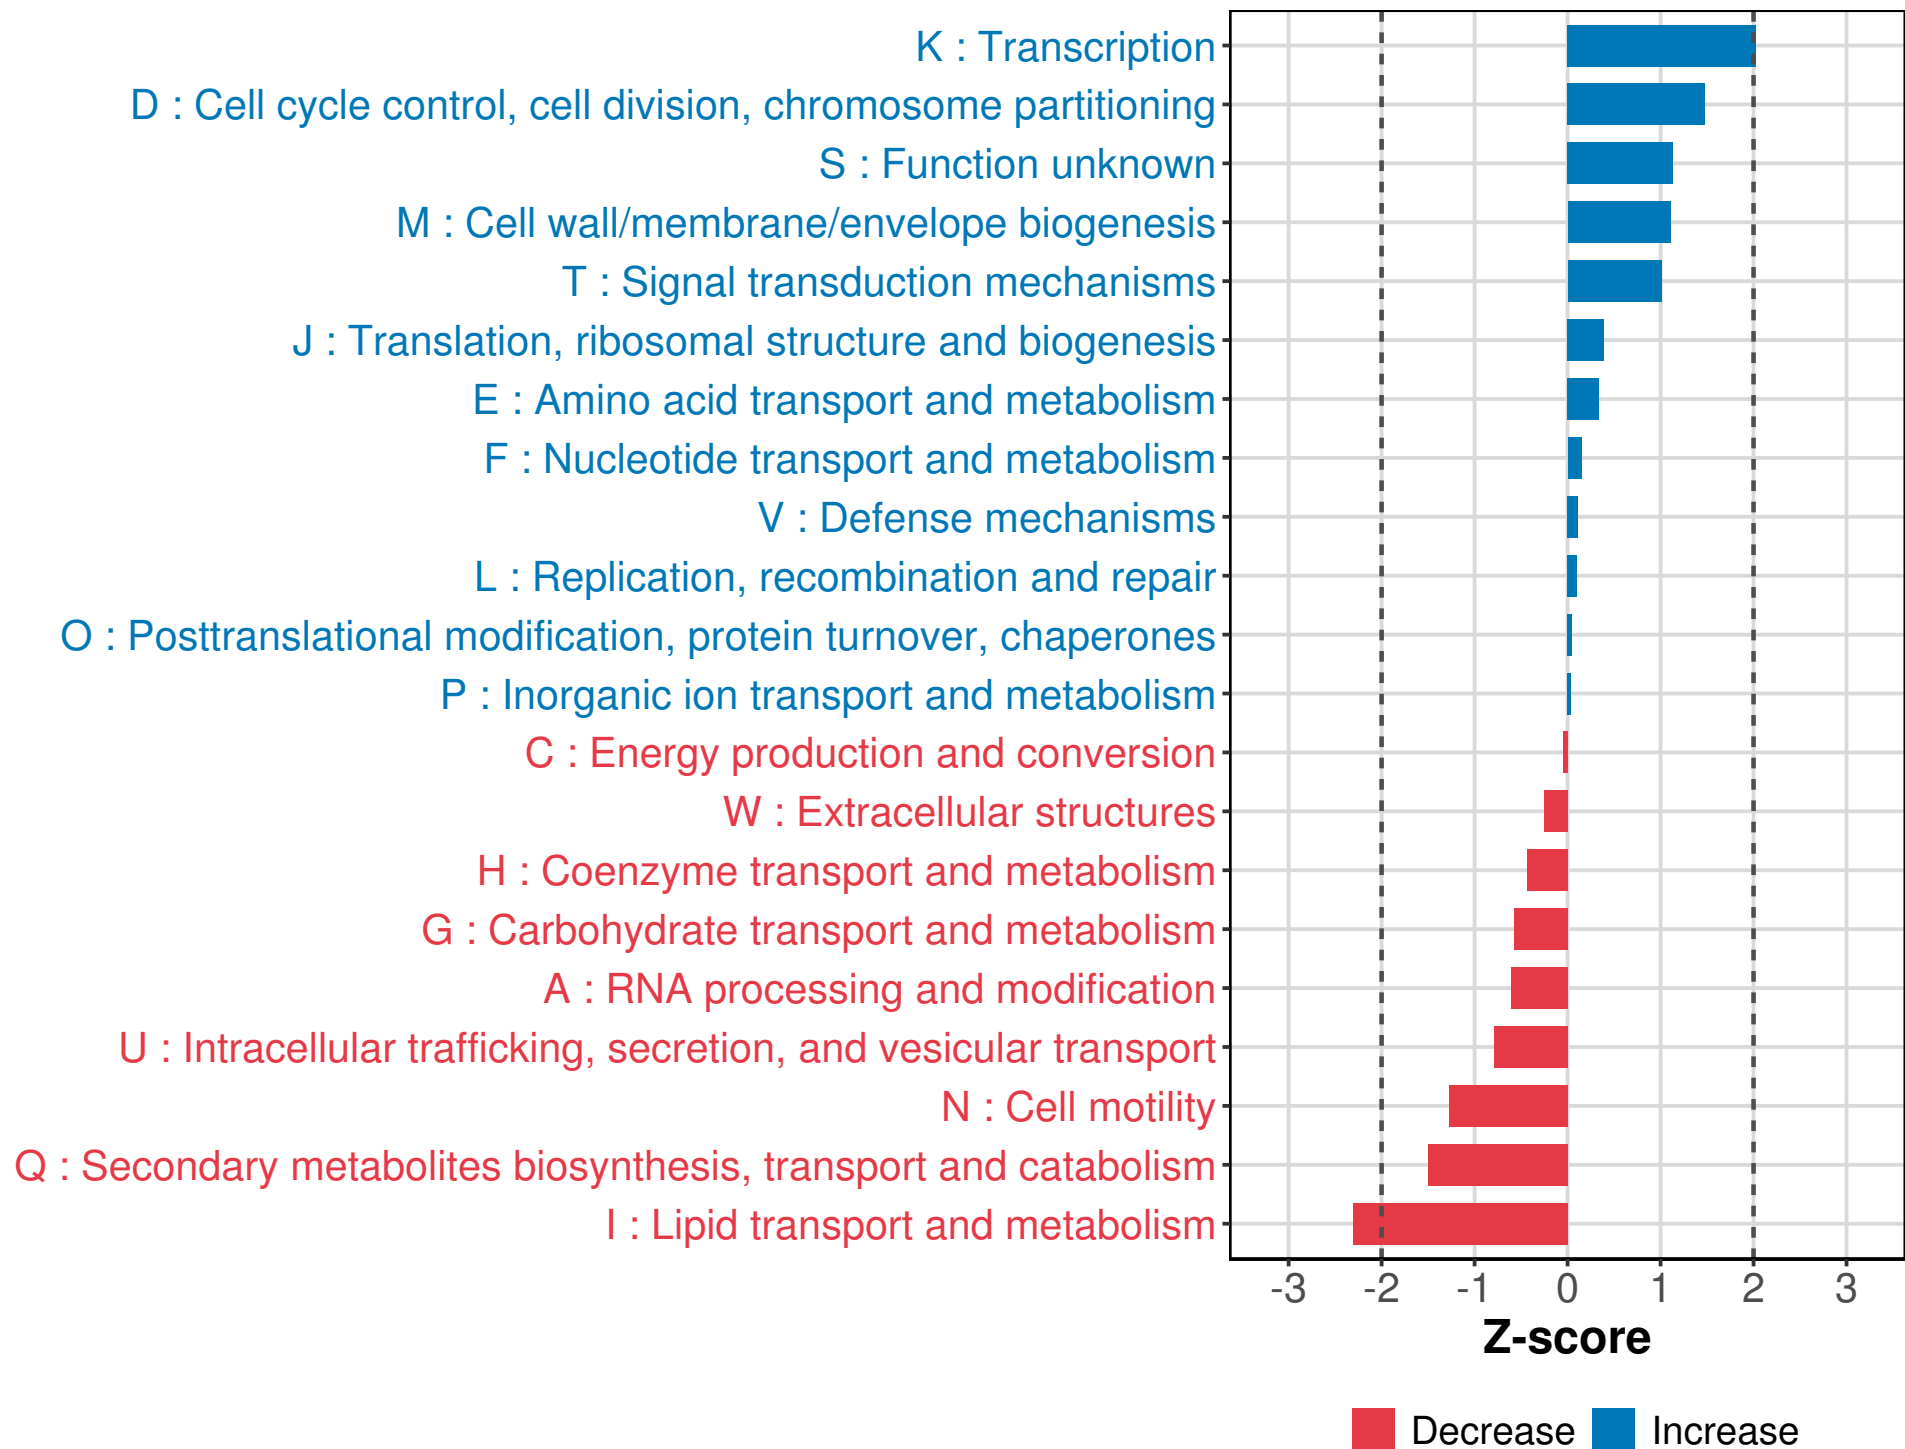 K : Transcription
D : Cell cycle control, cell division, chromosome partitioning
S : Function unknown
M : Cell wall/membrane/envelope biogenesis
T : Signal transduction mechanisms
J : Translation, ribosomal structure and biogenesis
E : Amino acid transport and metabolism
F : Nucleotide transport and metabolism
V : Defense mechanisms
L : Replication, recombination and repair
O : Posttranslational modification, protein turnover, chaperones
P : Inorganic ion transport and metabolism
C : Energy production and conversion
W : Extracellular structures
H : Coenzyme transport and metabolism
G : Carbohydrate transport and metabolism
A : RNA processing and modification
U : Intracellular trafficking, secretion, and vesicular transport
N : Cell motility
Q : Secondary metabolites biosynthesis, transport and catabolism
I : Lipid transport and metabolism
-3 -2 -1 0 1 2 3
Z-score
Decrease Increase